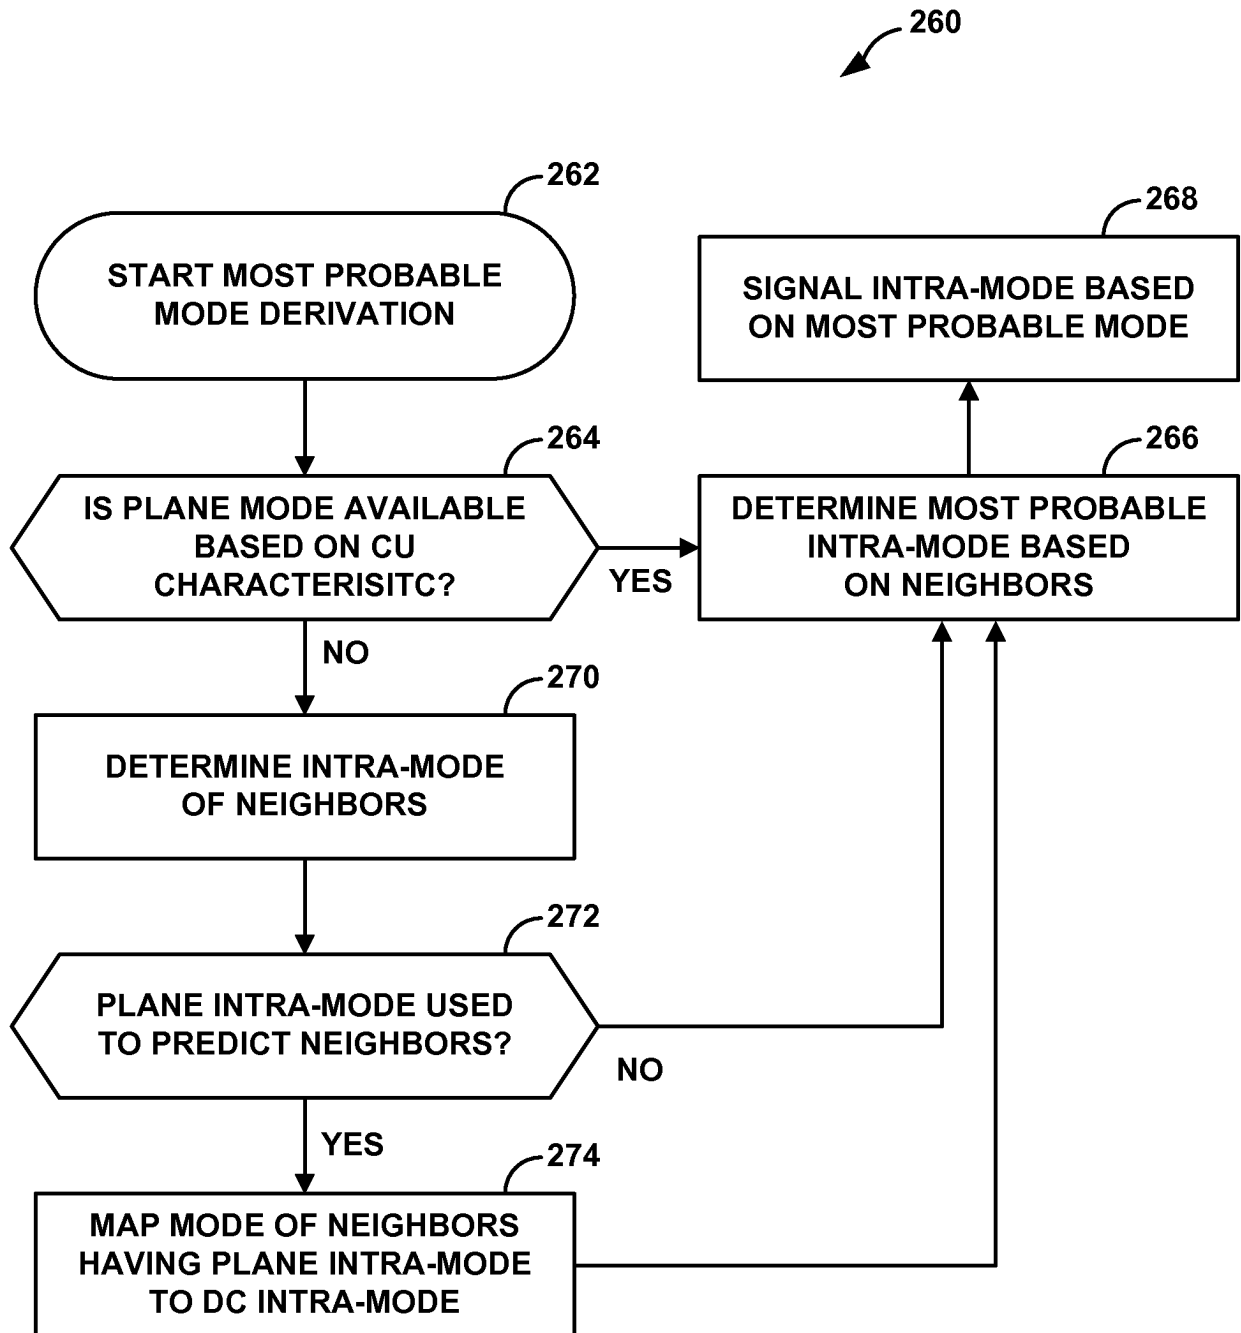 260
262
START MOST PROBABLE
MODE DERIVATION
268
SIGNAL INTRA-MODE BASED
ON MOST PROBABLE MODE
264
IS PLANE MODE AVAILABLE
BASED ON CU
CHARACTERISITC?
YES
266
DETERMINE MOST PROBABLE
INTRA-MODE BASED
ON NEIGHBORS
NO
270
DETERMINE INTRA-MODE
OF NEIGHBORS
272
PLANE INTRA-MODE USED
TO PREDICT NEIGHBORS?
NO
YES
274
MAP MODE OF NEIGHBORS
HAVING PLANE INTRA-MODE
TO DC INTRA-MODE